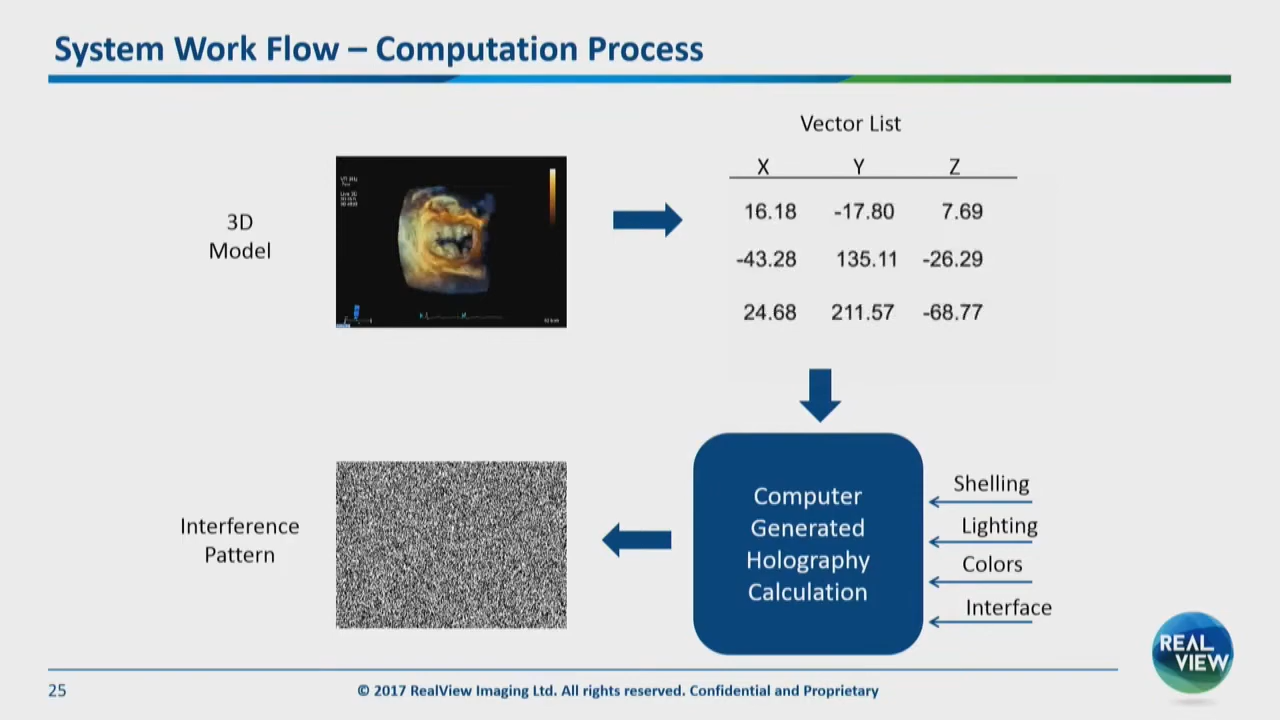 System Work Flow – Computation Process
Vector List
X Y Z
16.18 -17.80 7.69
-43.28 135.11 -26.29
24.68 211.57 -68.77
3D
Model
Computer
Generated
Holography
Calculation
Shelling
Lighting
Colors
Interface
Interference
Pattern
REAL
VIEW
25
© 2017 RealView Imaging Ltd. All rights reserved. Confidential and Proprietary